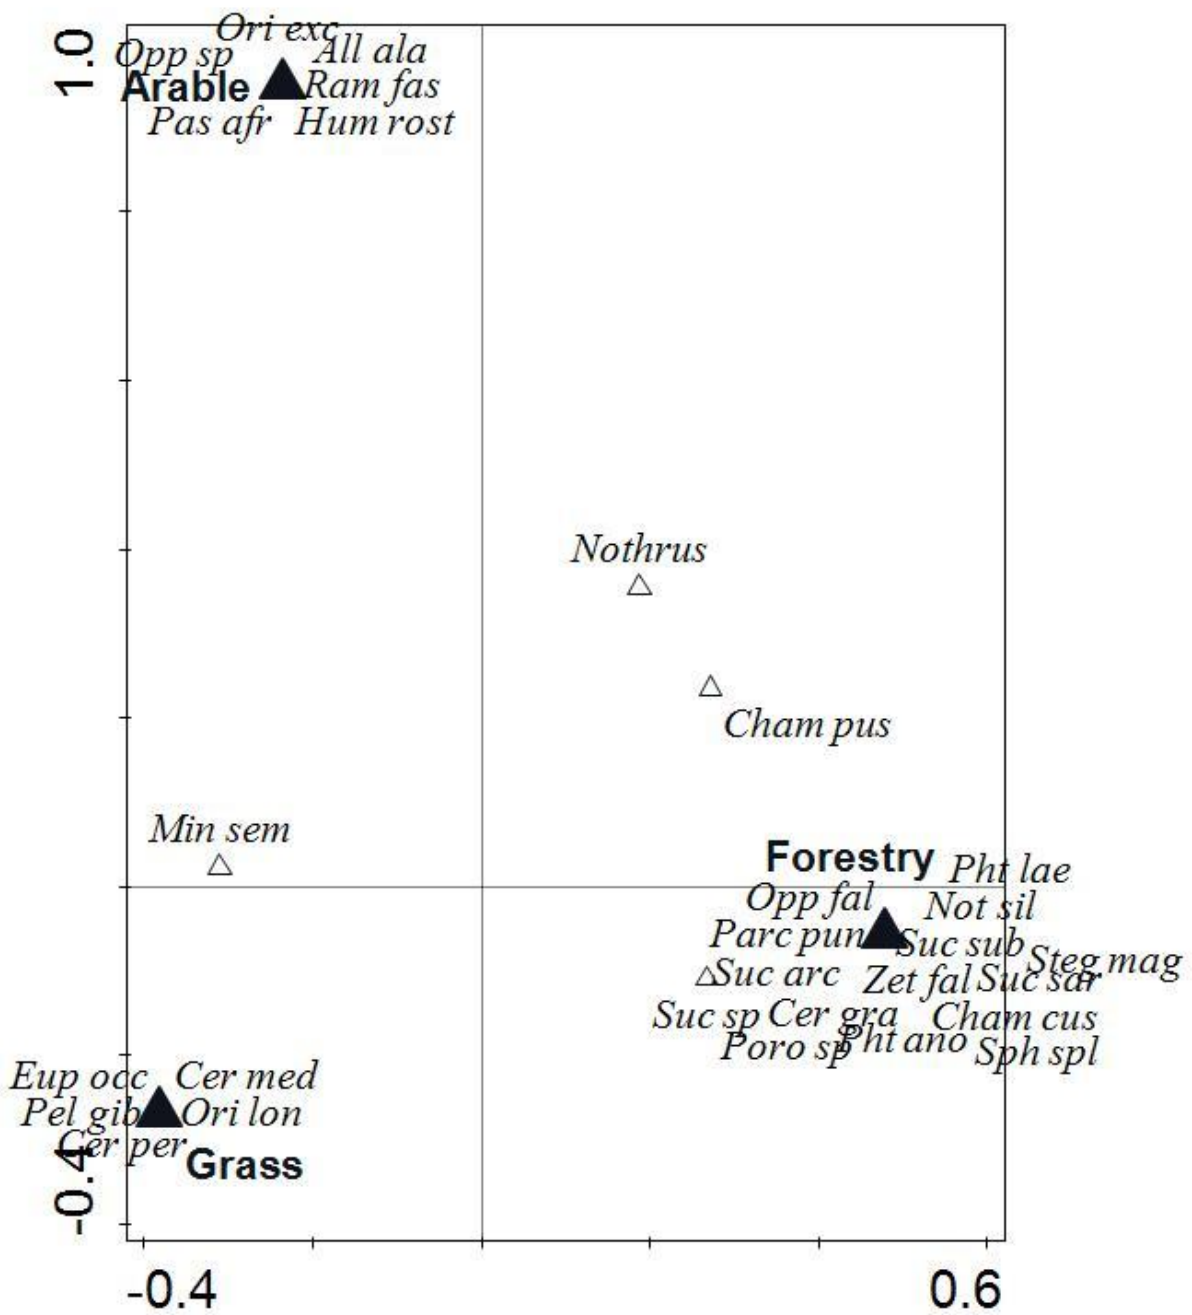 1.0
Ori exc
Opp sp
All ala
Arable
Ram fas
Pas afr
Hum rost
Nothrus
Cham pus
Min sem
Forestry
Pht lae
Opp fal
Not sil
Parc pun
Suc sub
Steg mag
Suc arc
Zet fal
Suc sar
Suc sp
Cer gra
Cham cus
Poro sp
Pht ano
Sph spl
Eup occ
Cer med
Pel gib
Ori lon
Cer per
Grass
-0.4
-0.4
0.6